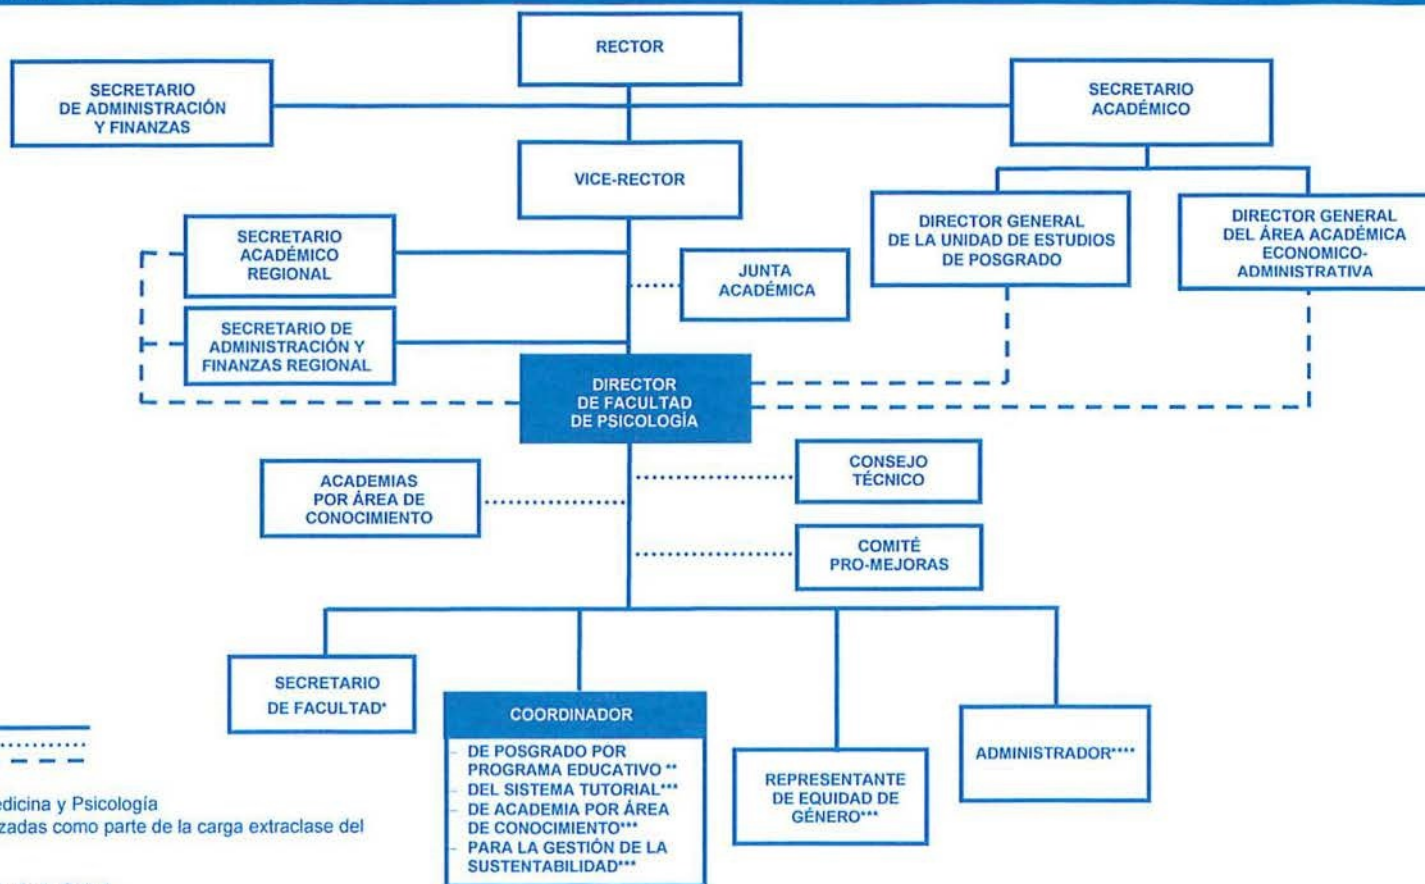 RECTOR
SECRETARIO
DE ADMINISTRACIÓN
Y FINANZAS
SECRETARIO
ACADÉMICO
VICE-RECTOR
DIRECTOR GENERAL
DE LA UNIDAD DE ESTUDIOS
DE POSGRADO
DIRECTOR GENERAL
DEL ÁREA ACADÉMICA
ECONOMICO-
ADMINISTRATIVA
SECRETARIO
ACADÉMICO
REGIONAL
JUNTA
ACADÉMICA
SECRETARIO DE
ADMINISTRACIÓN Y
FINANZAS REGIONAL
DIRECTOR
DE FACULTAD
DE PSICOLOGÍA
ACADEMIAS
POR ÁREA DE
CONOCIMIENTO
CONSEJO
TÉCNICO
COMITÉ
PRO-MEJORAS
SECRETARIO
DE FACULTAD*
COORDINADOR
- DE POSGRADO POR
PROGRAMA EDUCATIVO **
- DEL SISTEMA TUTORIAL***
- DE ACADEMIA POR ÁREA
DE CONOCIMIENTO***
- PARA LA GESTIÓN DE LA
SUSTENTABILIDAD***
REPRESENTANTE
DE EQUIDAD DE
GÉNERO***
ADMINISTRADOR****
edicina y Psicología
zadas como parte de la carga extraclase del